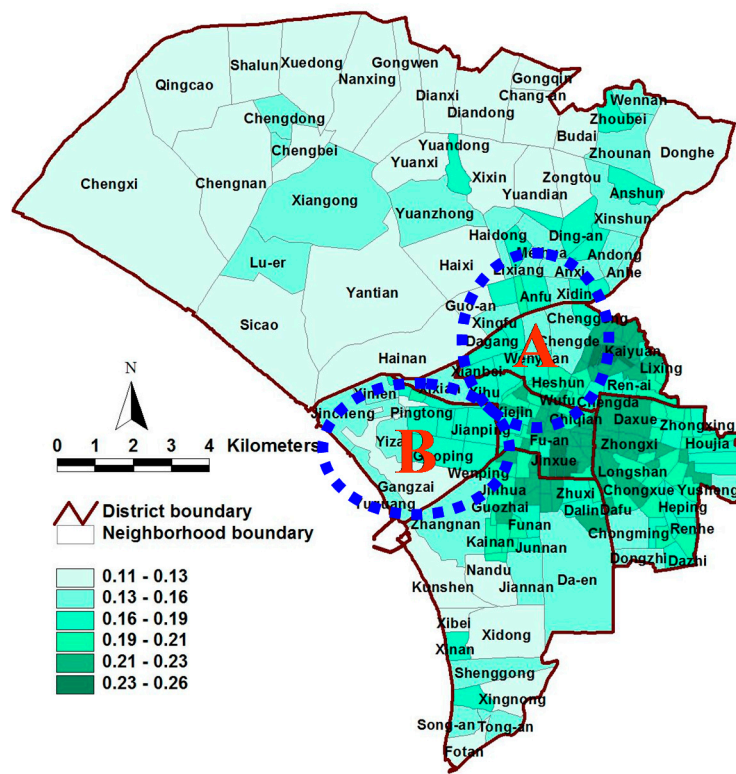 Gongwen
Xuedong
Shalun
Nanxing
Gongqin
Qingcao
Dianxi
Chang-an
Wennan
Diandong
Chengdong
Zhoubei
Budai
Yuandong
Chengbei
Zhounan
Donghe
Yuanxi
Xixin
Zongtou
Chengxi
Chengnan
Yuandian
Anshun
Xiangong
Yuanzhong
Xinshun
Haidong
Ding-an
Andong
Lu-er
Haixi
Lixiang
Anxi
Anhe
Yantian
Anfu
Xidin
Guo-an
Sicao
Xingfu
Chenggong
Dagang
Chengde
A
Kaiyuan
Hainan
Wenyuan
Xianbei
Lixing
Heshun
Ren-ai
Ximen
Xihu
Wufu
Chengda
Jincheng
Pingtong
Chiqian
Daxue
Zhongxing
N
0 1 2 3 4 Kilometers
Jianping
Fu-an
Zhongxi
Houjia
B
Guoping
Jinxue
Wenping
Longshan
Gangzai
Jinhua
Zhuxi
Chongxue
Yusheng
District boundary
Guozhai
Dalin
Dafu
Heping
Neighborhood boundary
Zhangnan
Funan
Chongming
Renhe
Kainan
Junnan
Dongzhi
Dazhi
0.11 - 0.13
Nandu
Da-en
0.13 - 0.16
Kunshen
Jiannan
0.16 - 0.19
Xibei
0.19 - 0.21
Xidong
0.21 - 0.23
Xinan
0.23 - 0.26
Shenggong
Xingnong
Song-an
Tong-an
Fotan